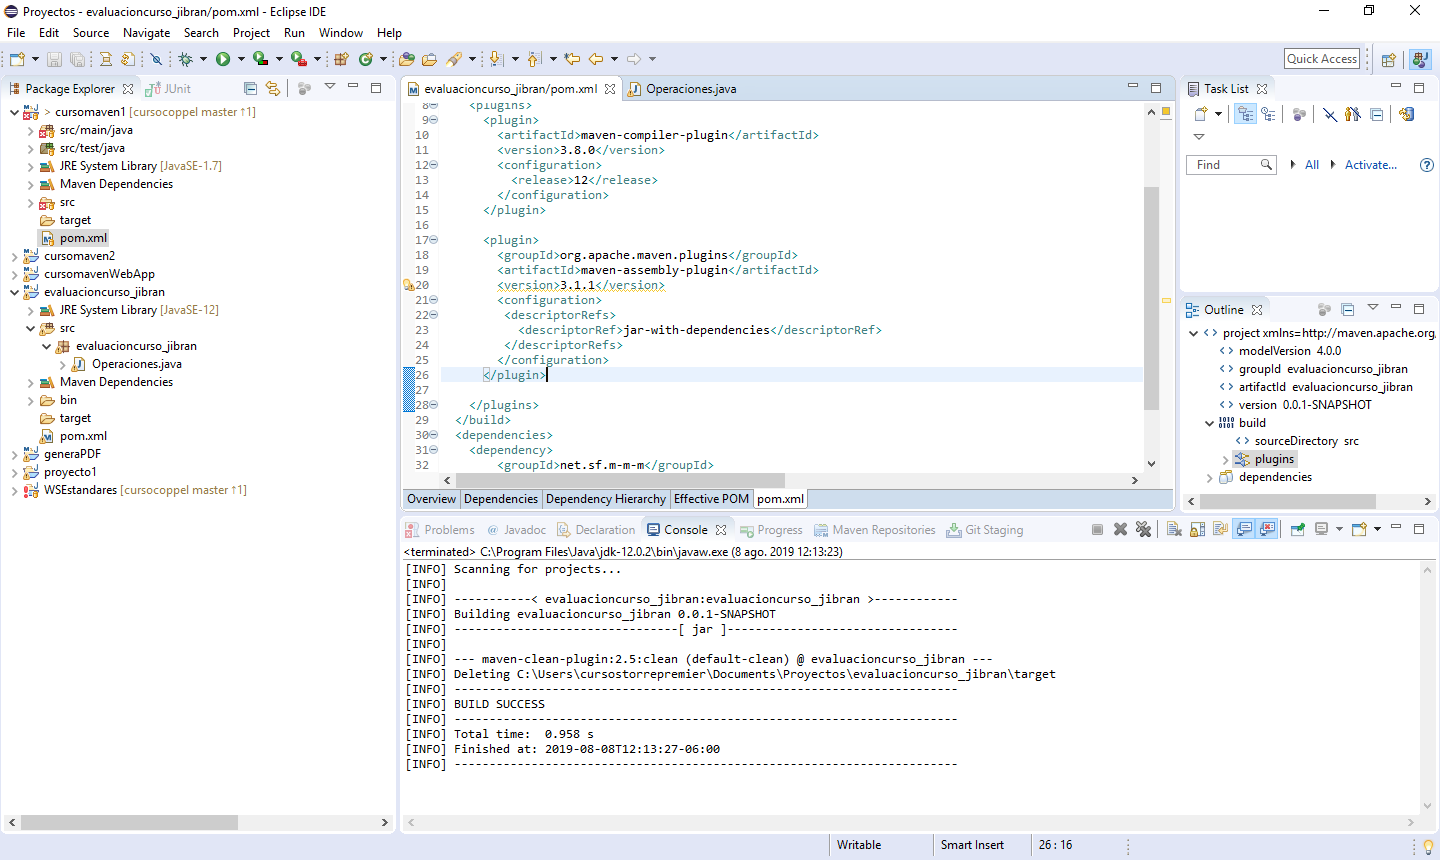 Proyectos - evaluacioncurso_jibran/pom.xml - Eclipse IDE
File Edit Source Navigate Search Project Run Window Help
Quick Access
Package Explorer JUnit
> cursomaven1 [cursocoppel master ↑1]
src/main/java
src/test/java
JRE System Library [JavaSE-1.7]
Maven Dependencies
src
target
pom.xml
cursomaven2
cursomavenWebApp
evaluacioncurso_jibran
JRE System Library [JavaSE-12]
src
evaluacioncurso_jibran
Operaciones.java
Maven Dependencies
bin
target
pom.xml
generaPDF
proyecto1
WSEstandares [cursocoppel master ↑1]
evaluacioncurso_jibran/pom.xml Operaciones.java
8 <plugins>
9 <plugin>
10 <artifactId>maven-compiler-plugin</artifactId>
11 <version>3.8.0</version>
12 <configuration>
13 <release>12</release>
14 </configuration>
15 </plugin>
16
17 <plugin>
18 <groupId>org.apache.maven.plugins</groupId>
19 <artifactId>maven-assembly-plugin</artifactId>
20 <version>3.1.1</version>
21 <configuration>
22 <descriptorRefs>
23 <descriptorRef>jar-with-dependencies</descriptorRef>
24 </descriptorRefs>
25 </configuration>
26 </plugin>
27
28 </plugins>
29 </build>
30 <dependencies>
31 <dependency>
32 <groupId>net.sf.m-m-m</groupId>
Overview Dependencies Dependency Hierarchy Effective POM pom.xml
Task List
Find All Activate...
Outline
project xmlns=http://maven.apache.org
modelVersion 4.0.0
groupId evaluacioncurso_jibran
artifactId evaluacioncurso_jibran
version 0.0.1-SNAPSHOT
build
sourceDirectory src
plugins
dependencies
Problems Javadoc Declaration Console Progress Maven Repositories Git Staging
<terminated> C:\Program Files\Java\jdk-12.0.2\bin\javaw.exe (8 ago. 2019 12:13:23)
[INFO] Scanning for projects...
[INFO]
[INFO] -----------< evaluacioncurso_jibran:evaluacioncurso_jibran >------------
[INFO] Building evaluacioncurso_jibran 0.0.1-SNAPSHOT
[INFO] --------------------------------[ jar ]---------------------------------
[INFO]
[INFO] --- maven-clean-plugin:2.5:clean (default-clean) @ evaluacioncurso_jibran ---
[INFO] Deleting C:\Users\cursostorrepremier\Documents\Proyectos\evaluacioncurso_jibran\target
[INFO] ------------------------------------------------------------------------
[INFO] BUILD SUCCESS
[INFO] ------------------------------------------------------------------------
[INFO] Total time:  0.958 s
[INFO] Finished at: 2019-08-08T12:13:27-06:00
[INFO] ------------------------------------------------------------------------
Writable Smart Insert 26 : 16